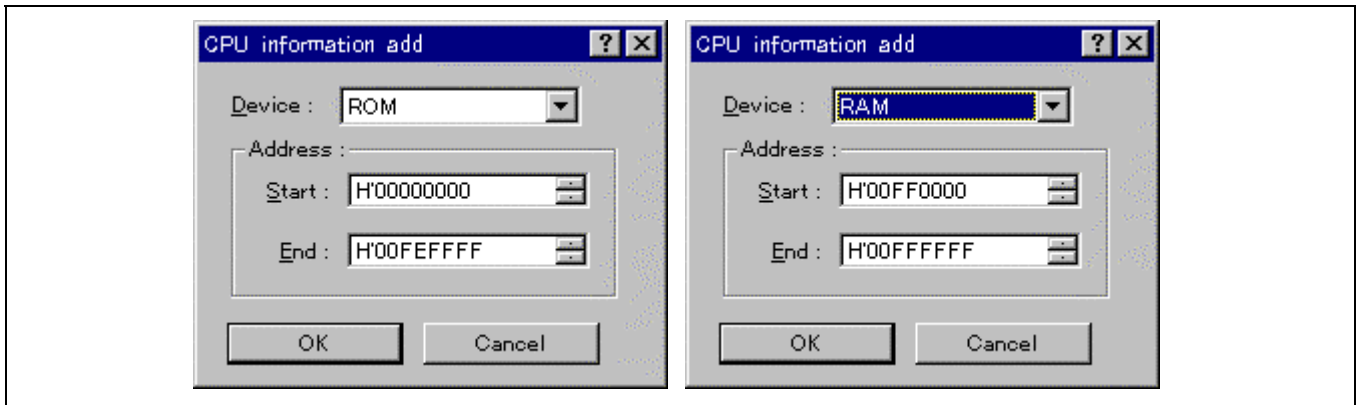 CPU information add
Device : ROM
Address :
Start : H'00000000
End : H'00FEFFFF
OK Cancel
CPU information add
Device : RAM
Address :
Start : H'00FF0000
End : H'00FFFFFF
OK Cancel